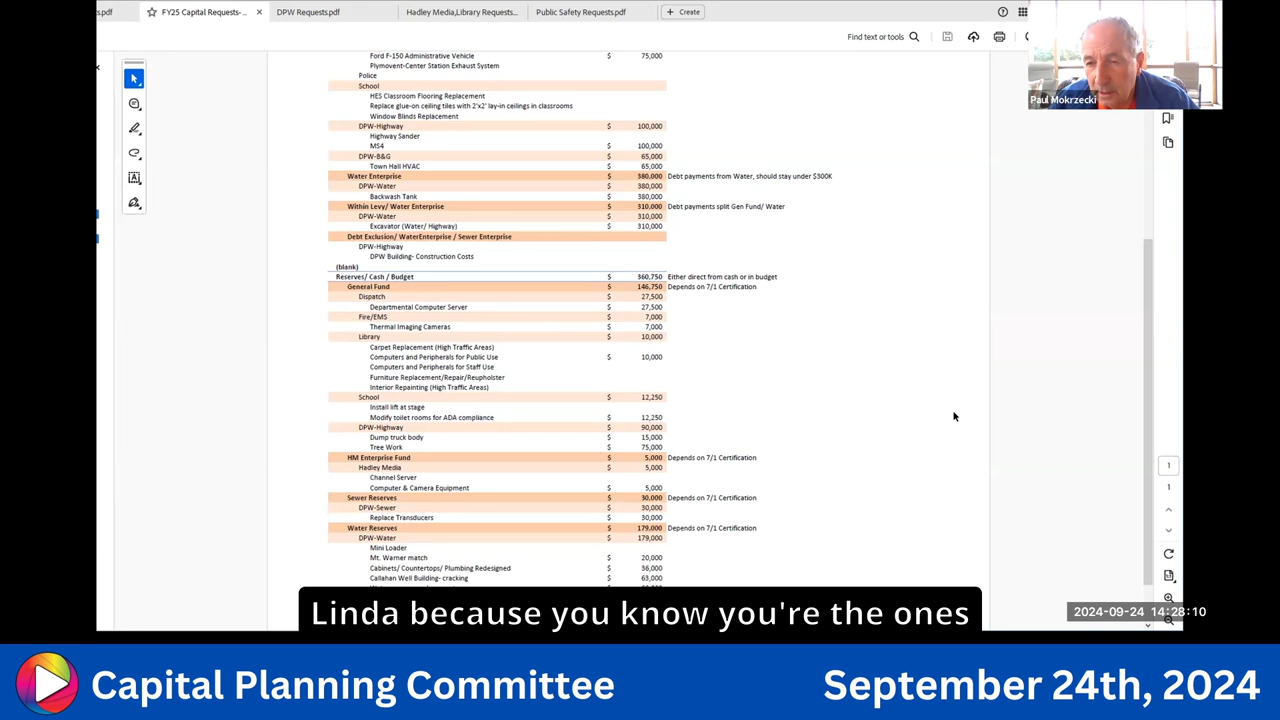 s.pdf
FY25 Capital Requests-
DPW Requests.pdf
Hadley Media,Library Requests...
Public Safety Requests.pdf
Create
Find text or tools
Paul Mokrzecki
Ford F-150 Administrative Vehicle 75,000
Plymovent-Center Station Exhaust System
Police
School
HES Classroom Flooring Replacement
Replace glue-on ceiling tiles with 2'x2' lay-in ceilings in classrooms
Window Blinds Replacement
DPW-Highway $ 100,000
Highway Sander
MS4 $ 100,000
DPW-B&G $ 65,000
Town Hall HVAC $ 65,000
Water Enterprise $ 380,000 Debt payments from Water, should stay under $300K
DPW-Water $ 380,000
Backwash Tank $ 380,000
Within Levy/ Water Enterprise $ 310,000 Debt payments split Gen Fund/ Water
DPW-Water $ 310,000
Excavator (Water/ Highway) $ 310,000
Debt Exclusion/ WaterEnterprise / Sewer Enterprise
DPW-Highway
DPW Building- Construction Costs
(blank)
Reserves/ Cash / Budget $ 360,750 Either direct from cash or in budget
General Fund $ 146,750 Depends on 7/1 Certification
Dispatch $ 27,500
Departmental Computer Server $ 27,500
Fire/EMS $ 7,000
Thermal Imaging Cameras $ 7,000
Library $ 10,000
Carpet Replacement (High Traffic Areas)
Computers and Peripherals for Public Use $ 10,000
Computers and Peripherals for Staff Use
Furniture Replacement/Repair/Reupholster
Interior Repainting (High Traffic Areas)
School $ 12,250
Install lift at stage
Modify toilet rooms for ADA compliance $ 12,250
DPW-Highway $ 90,000
Dump truck body $ 15,000
Tree Work $ 75,000
HM Enterprise Fund $ 5,000 Depends on 7/1 Certification
Hadley Media $ 5,000
Channel Server
Computer & Camera Equipment $ 5,000
Sewer Reserves $ 30,000 Depends on 7/1 Certification
DPW-Sewer $ 30,000
Replace Transducers $ 30,000
Water Reserves $ 179,000 Depends on 7/1 Certification
DPW-Water $ 179,000
Mini Loader
Mt. Warner match $ 20,000
Cabinets/ Countertops/ Plumbing Redesigned $ 36,000
Callahan Well Building- cracking $ 63,000
1
1
Linda because you know you're the ones
2024-09-24 14:28:10
Capital Planning Committee
September 24th, 2024